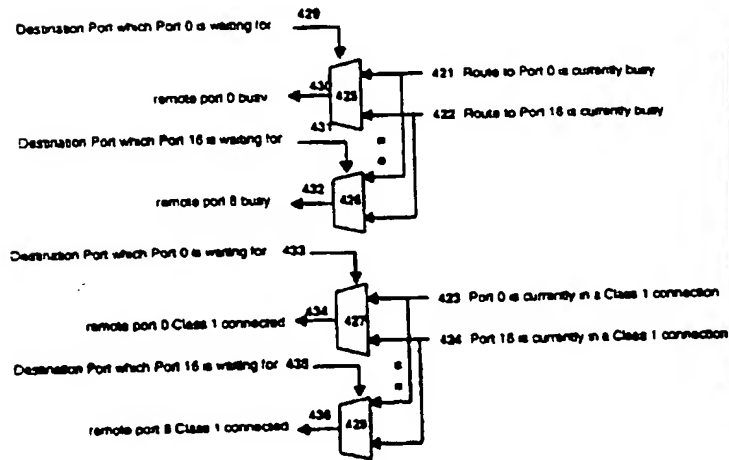 Destination Port which Port 0 is waiting for 429
430 425 421 Route to Port 0 is currently busy
remote port 0 busy
431 422 Route to Port 16 is currently busy
Destination Port which Port 16 is waiting for
432 426
remote port 8 busy
Destination Port which Port 0 is waiting for 433
434 427 423 Port 0 is currently in a Class 1 connection
remote port 0 Class 1 connected
424 Port 16 is currently in a Class 1 connection
Destination Port which Port 16 is waiting for 435
436 428
remote port 8 Class 1 connected